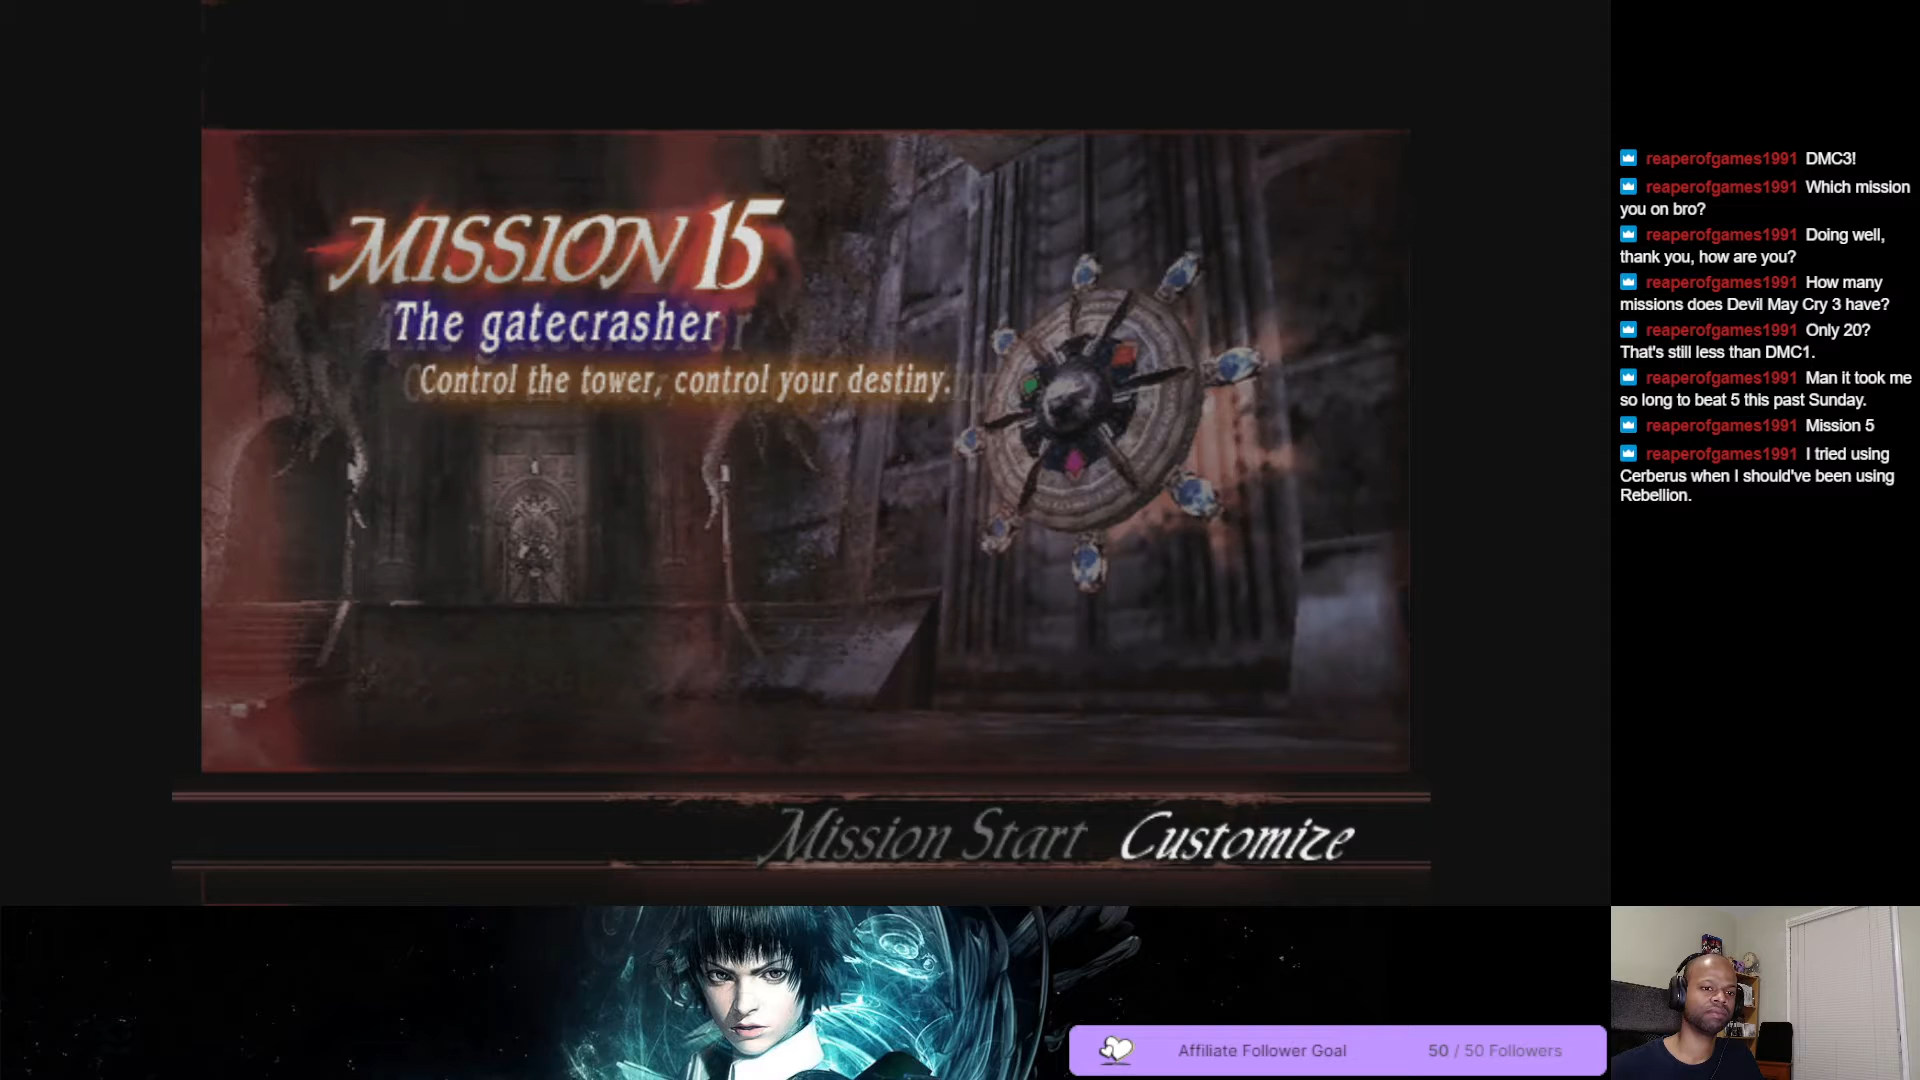 MISSION 15
The gatecrasher
Control the tower, control your destiny.
Mission Start Customize
reaperofgames1991 DMC3!
reaperofgames1991 Which mission
you on bro?
reaperofgames1991 Doing well,
thank you, how are you?
reaperofgames1991 How many
missions does Devil May Cry 3 have?
reaperofgames1991 Only 20?
That's still less than DMC1.
reaperofgames1991 Man it took me
so long to beat 5 this past Sunday.
reaperofgames1991 Mission 5
reaperofgames1991 I tried using
Cerberus when I should've been using
Rebellion.
Affiliate Follower Goal 50 / 50 Followers